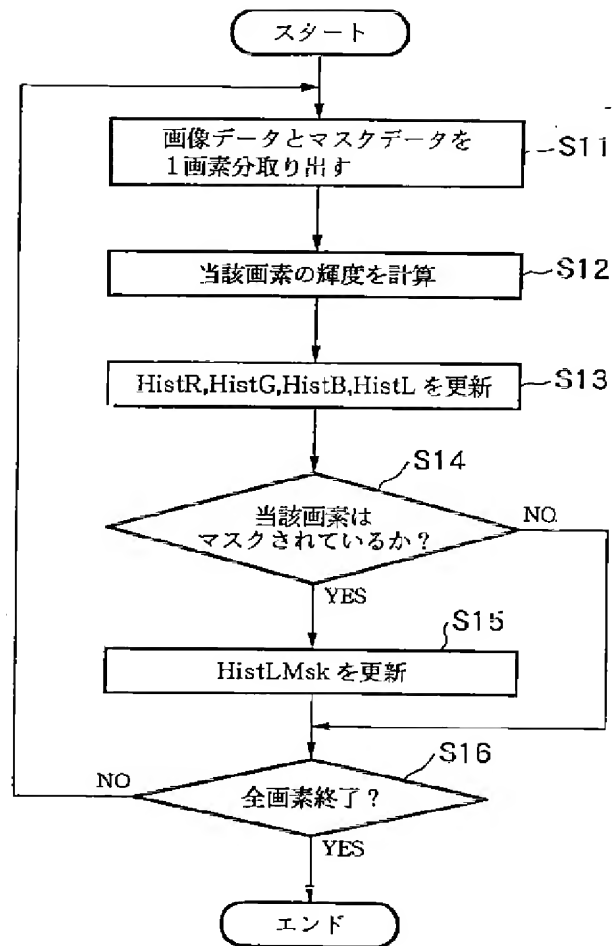 スタート
画像データとマスクデータを
1画素分取り出す
S11
当該画素の輝度を計算
S12
HistR,HistG,HistB,HistL を更新
S13
S14
当該画素は
マスクされているか?
NO
YES
S15
HistLMsk を更新
S16
NO
全画素終了?
YES
エンド